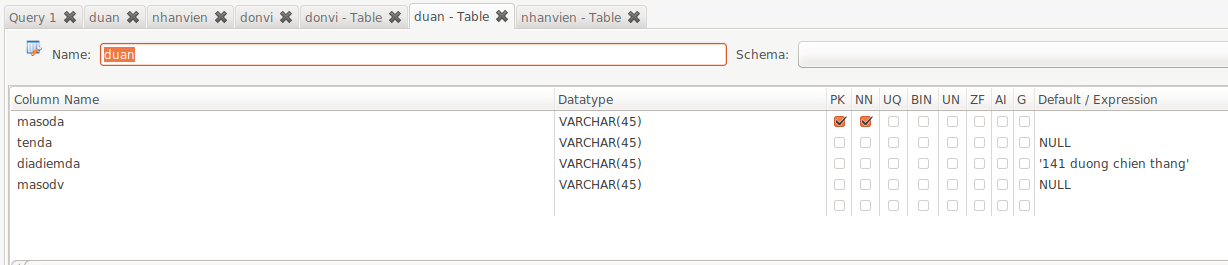 Query 1 duan nhanvien donvi donvi - Table duan - Table nhanvien - Table
Name: duan Schema:
Column Name Datatype PK NN UQ BIN UN ZF AI G Default / Expression
masoda VARCHAR(45)
tenda VARCHAR(45) NULL
diadiemda VARCHAR(45) '141 duong chien thang'
masodv VARCHAR(45) NULL